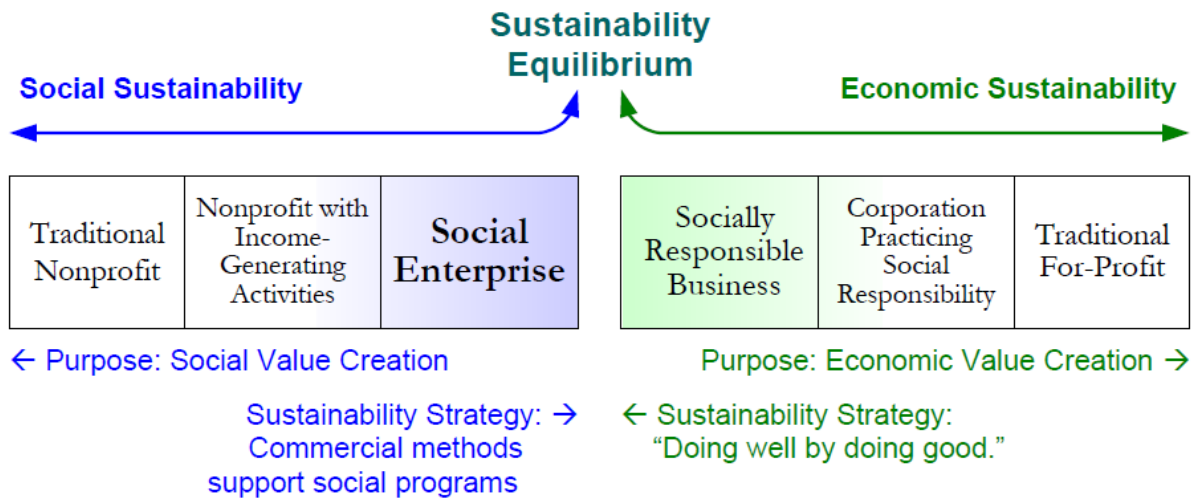 Sustainability
Equilibrium
Social Sustainability
Economic Sustainability
Traditional
Nonprofit
Nonprofit with
Income-
Generating
Activities
Social
Enterprise
Socially
Responsible
Business
Corporation
Practicing
Social
Responsibility
Traditional
For-Profit
← Purpose: Social Value Creation
Purpose: Economic Value Creation →
Sustainability Strategy: →
Commercial methods
support social programs
← Sustainability Strategy:
“Doing well by doing good.”